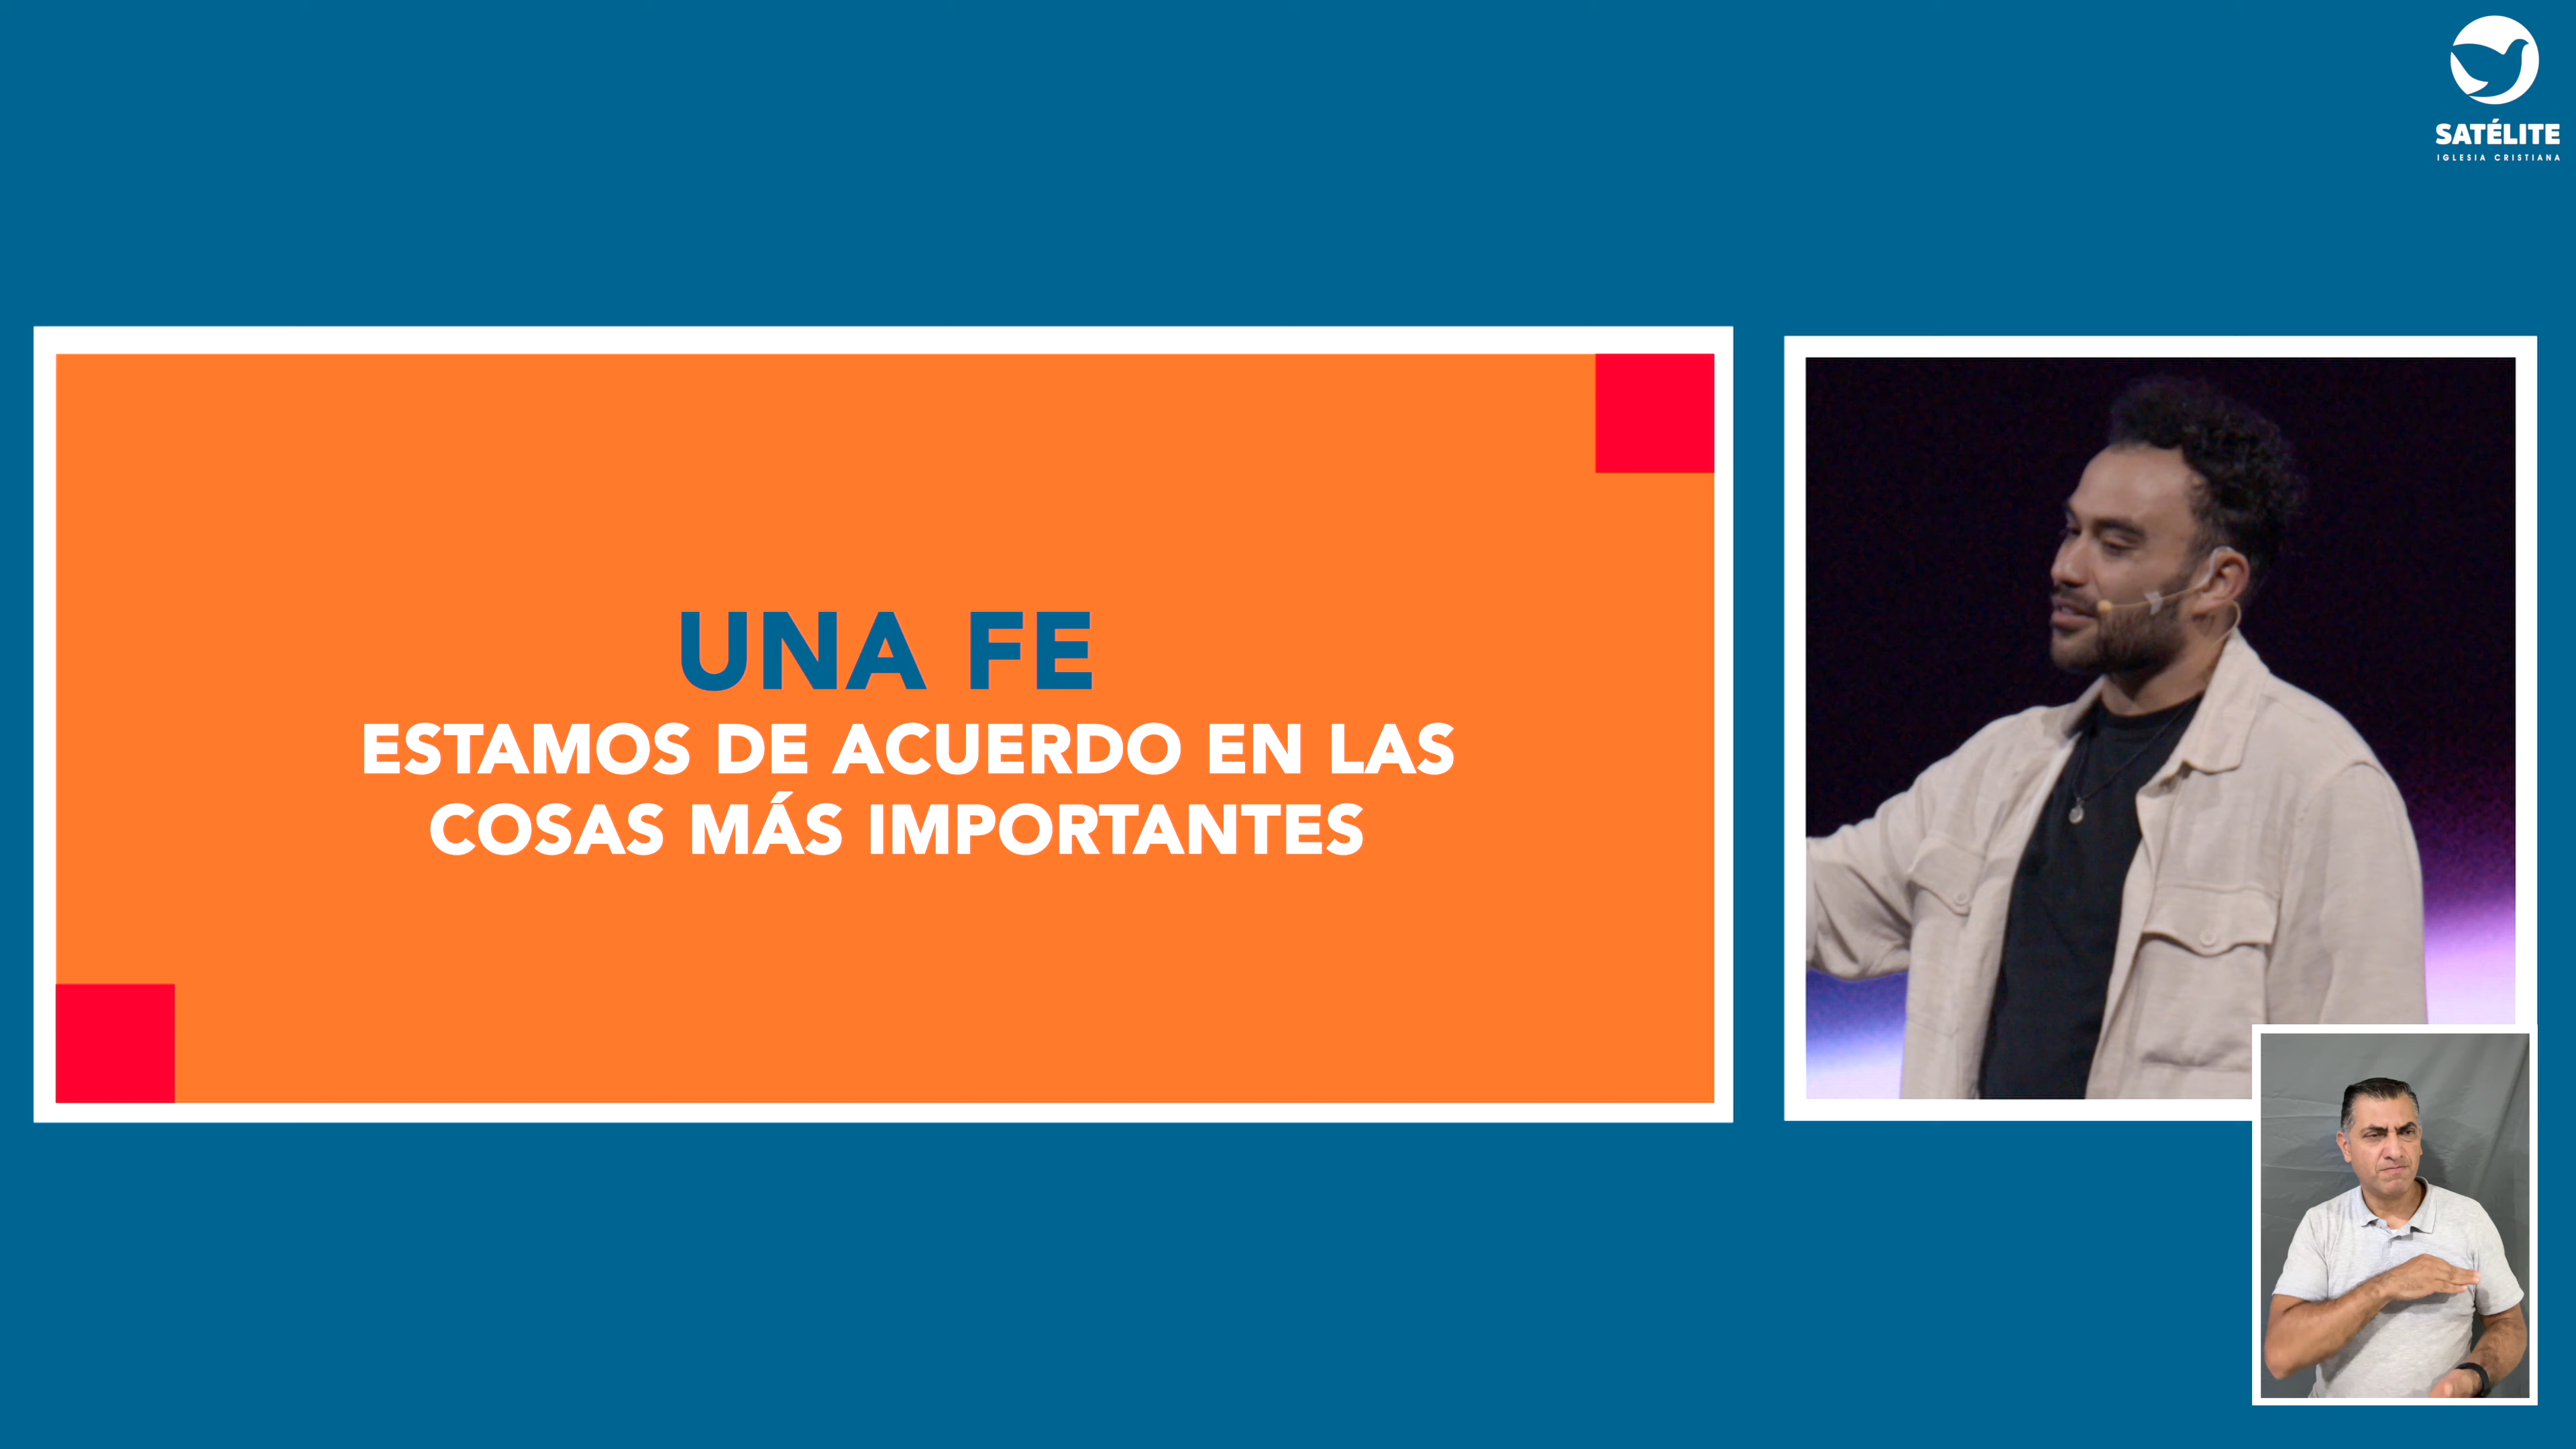 SATÉLITE
IGLESIA CRISTIANA
UNA FE
ESTAMOS DE ACUERDO EN LAS
COSAS MÁS IMPORTANTES